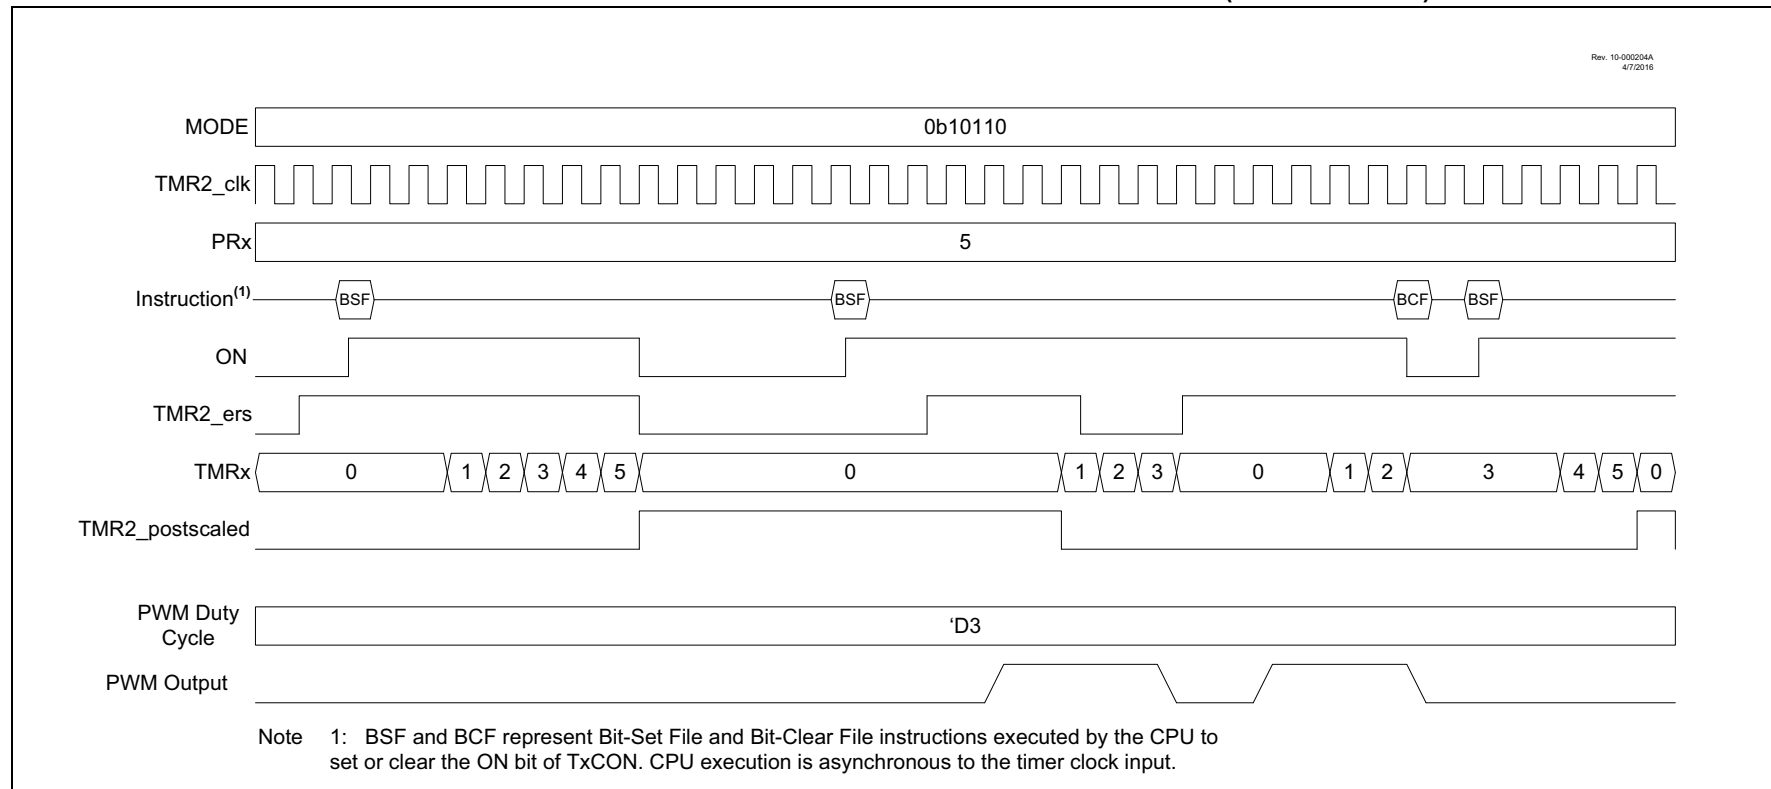 Rev. 10-000204A
4/7/2016
MODE 0b10110
TMR2_clk
PRx 5
Instruction(1) BSF BSF BCF BSF
ON
TMR2_ers
TMRx 0 1 2 3 4 5 0 1 2 3 0 1 2 3 4 5 0
TMR2_postscaled
PWM Duty
Cycle
‘D3
PWM Output
Note 1: BSF and BCF represent Bit-Set File and Bit-Clear File instructions executed by the CPU to
set or clear the ON bit of TxCON. CPU execution is asynchronous to the timer clock input.